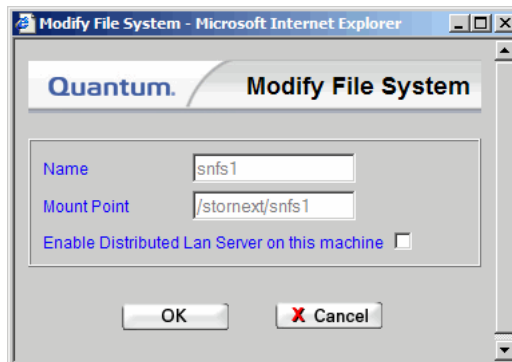 Modify File System - Microsoft Internet Explorer
Quantum. Modify File System
Name snfs1
Mount Point /stornext/snfs1
Enable Distributed Lan Server on this machine
OK X Cancel